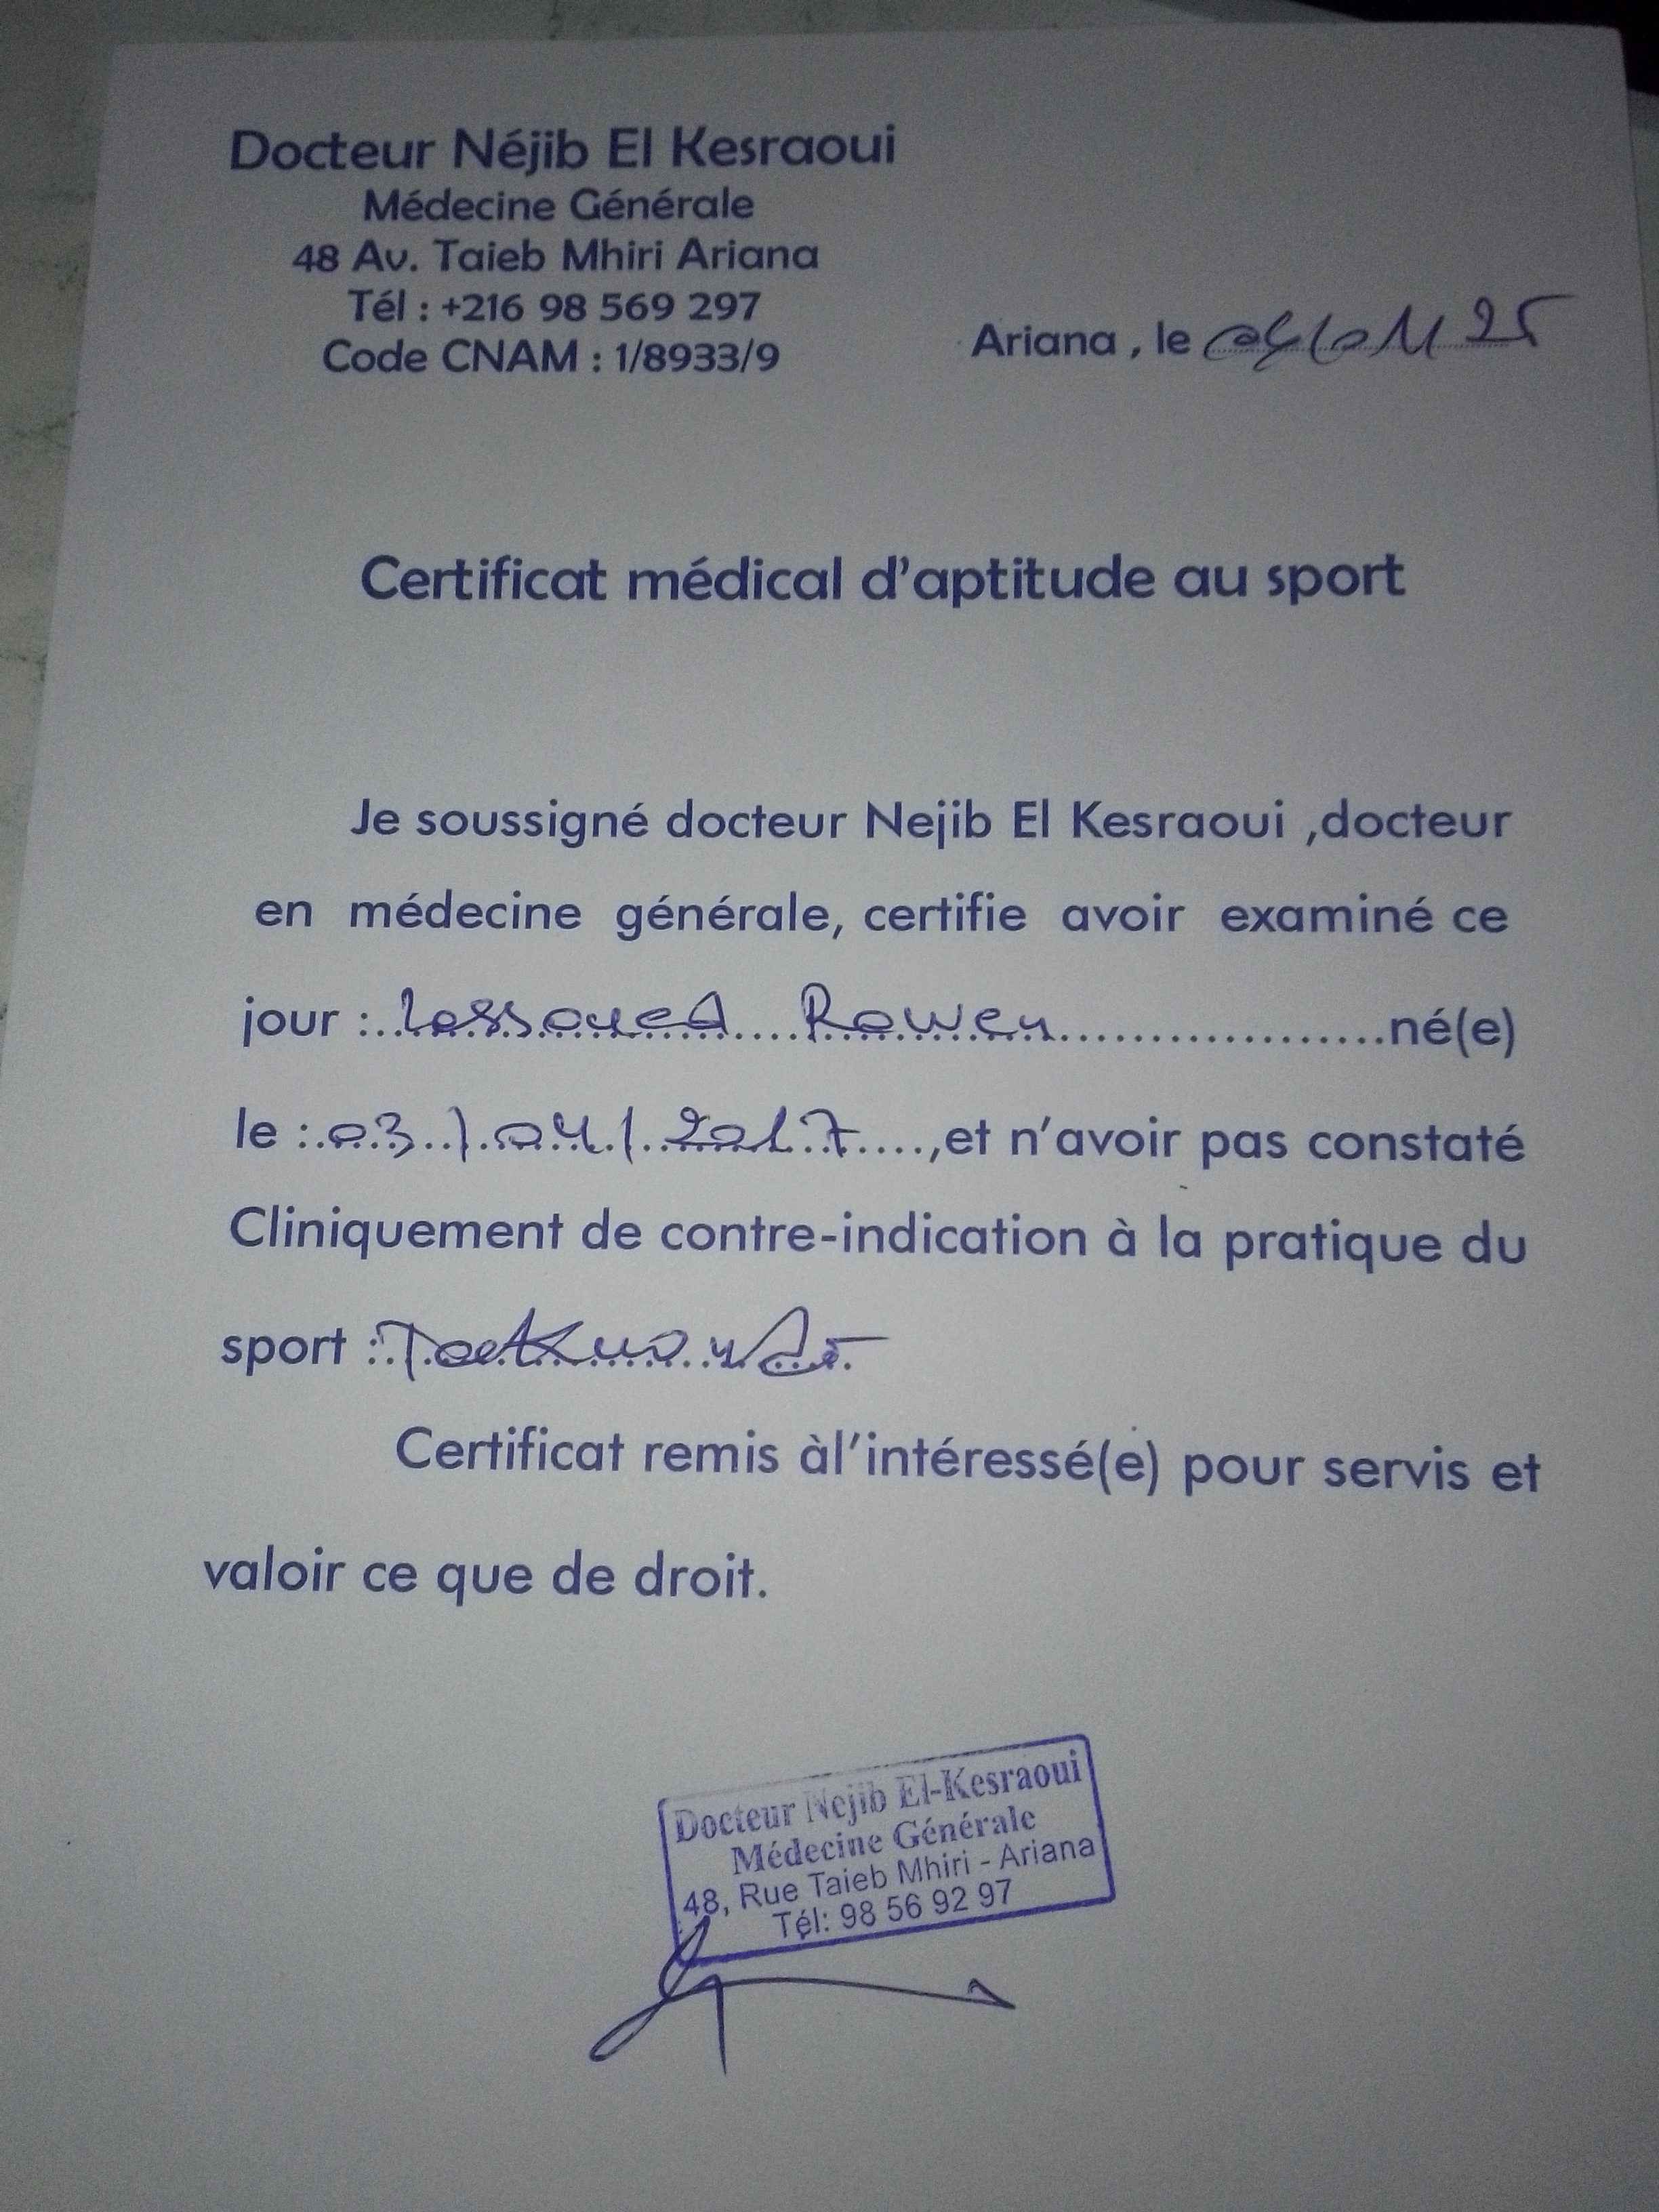 Docteur Néjib El Kesraoui
Médecine Générale
48 Av. Taieb Mhiri Ariana
Tél : +216 98 569 297
Code CNAM : 1/8933/9
Ariana , le
Certificat médical d'aptitude au sport
Je soussigné docteur Nejib El Kesraoui ,docteur
en médecine générale, certifie avoir examiné ce
jour : Lassoued Rawen né(e)
le : 03 / 04 / 2017 ,et n'avoir pas constaté
Cliniquement de contre-indication à la pratique du
sport :
Certificat remis àl'intéressé(e) pour servis et
valoir ce que de droit.
Docteur Nejib El-Kesraoui
Médecine Générale
48, Rue Taieb Mhiri - Ariana
Tél: 98 56 92 97